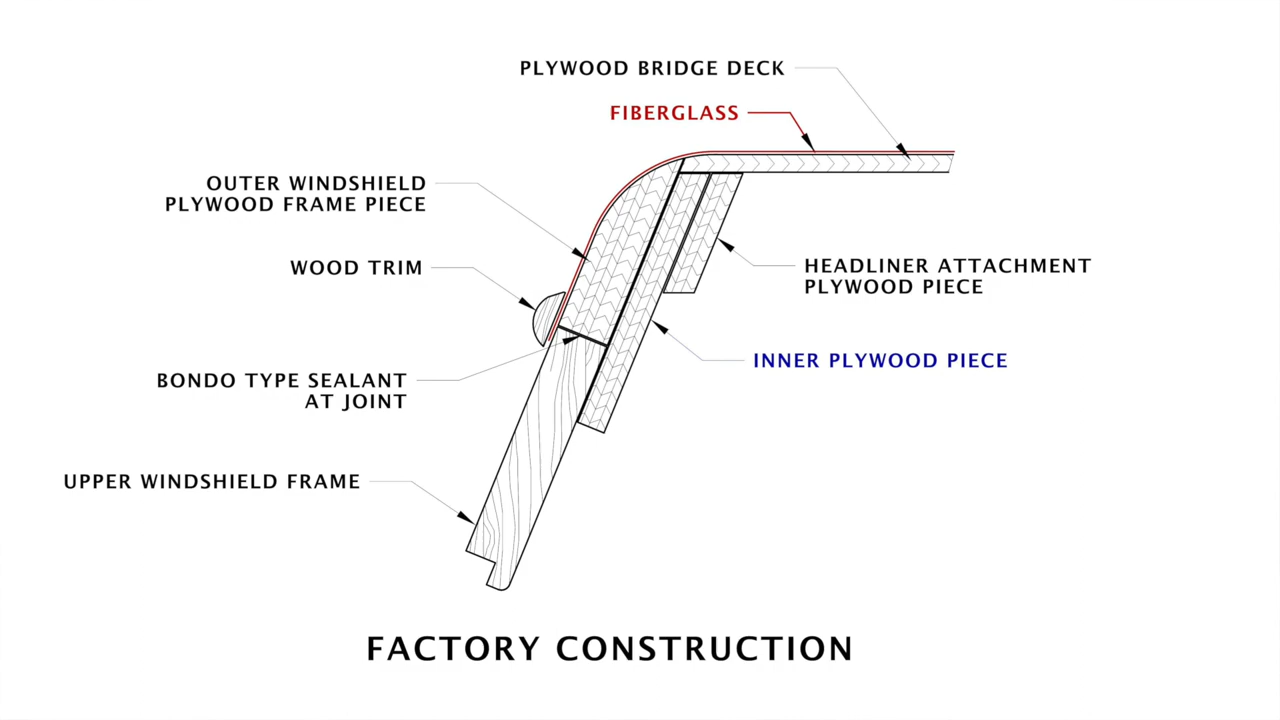 PLYWOOD BRIDGE DECK
FIBERGLASS
OUTER WINDSHIELD
PLYWOOD FRAME PIECE
WOOD TRIM
HEADLINER ATTACHMENT
PLYWOOD PIECE
INNER PLYWOOD PIECE
BONDO TYPE SEALANT
AT JOINT
UPPER WINDSHIELD FRAME
FACTORY CONSTRUCTION